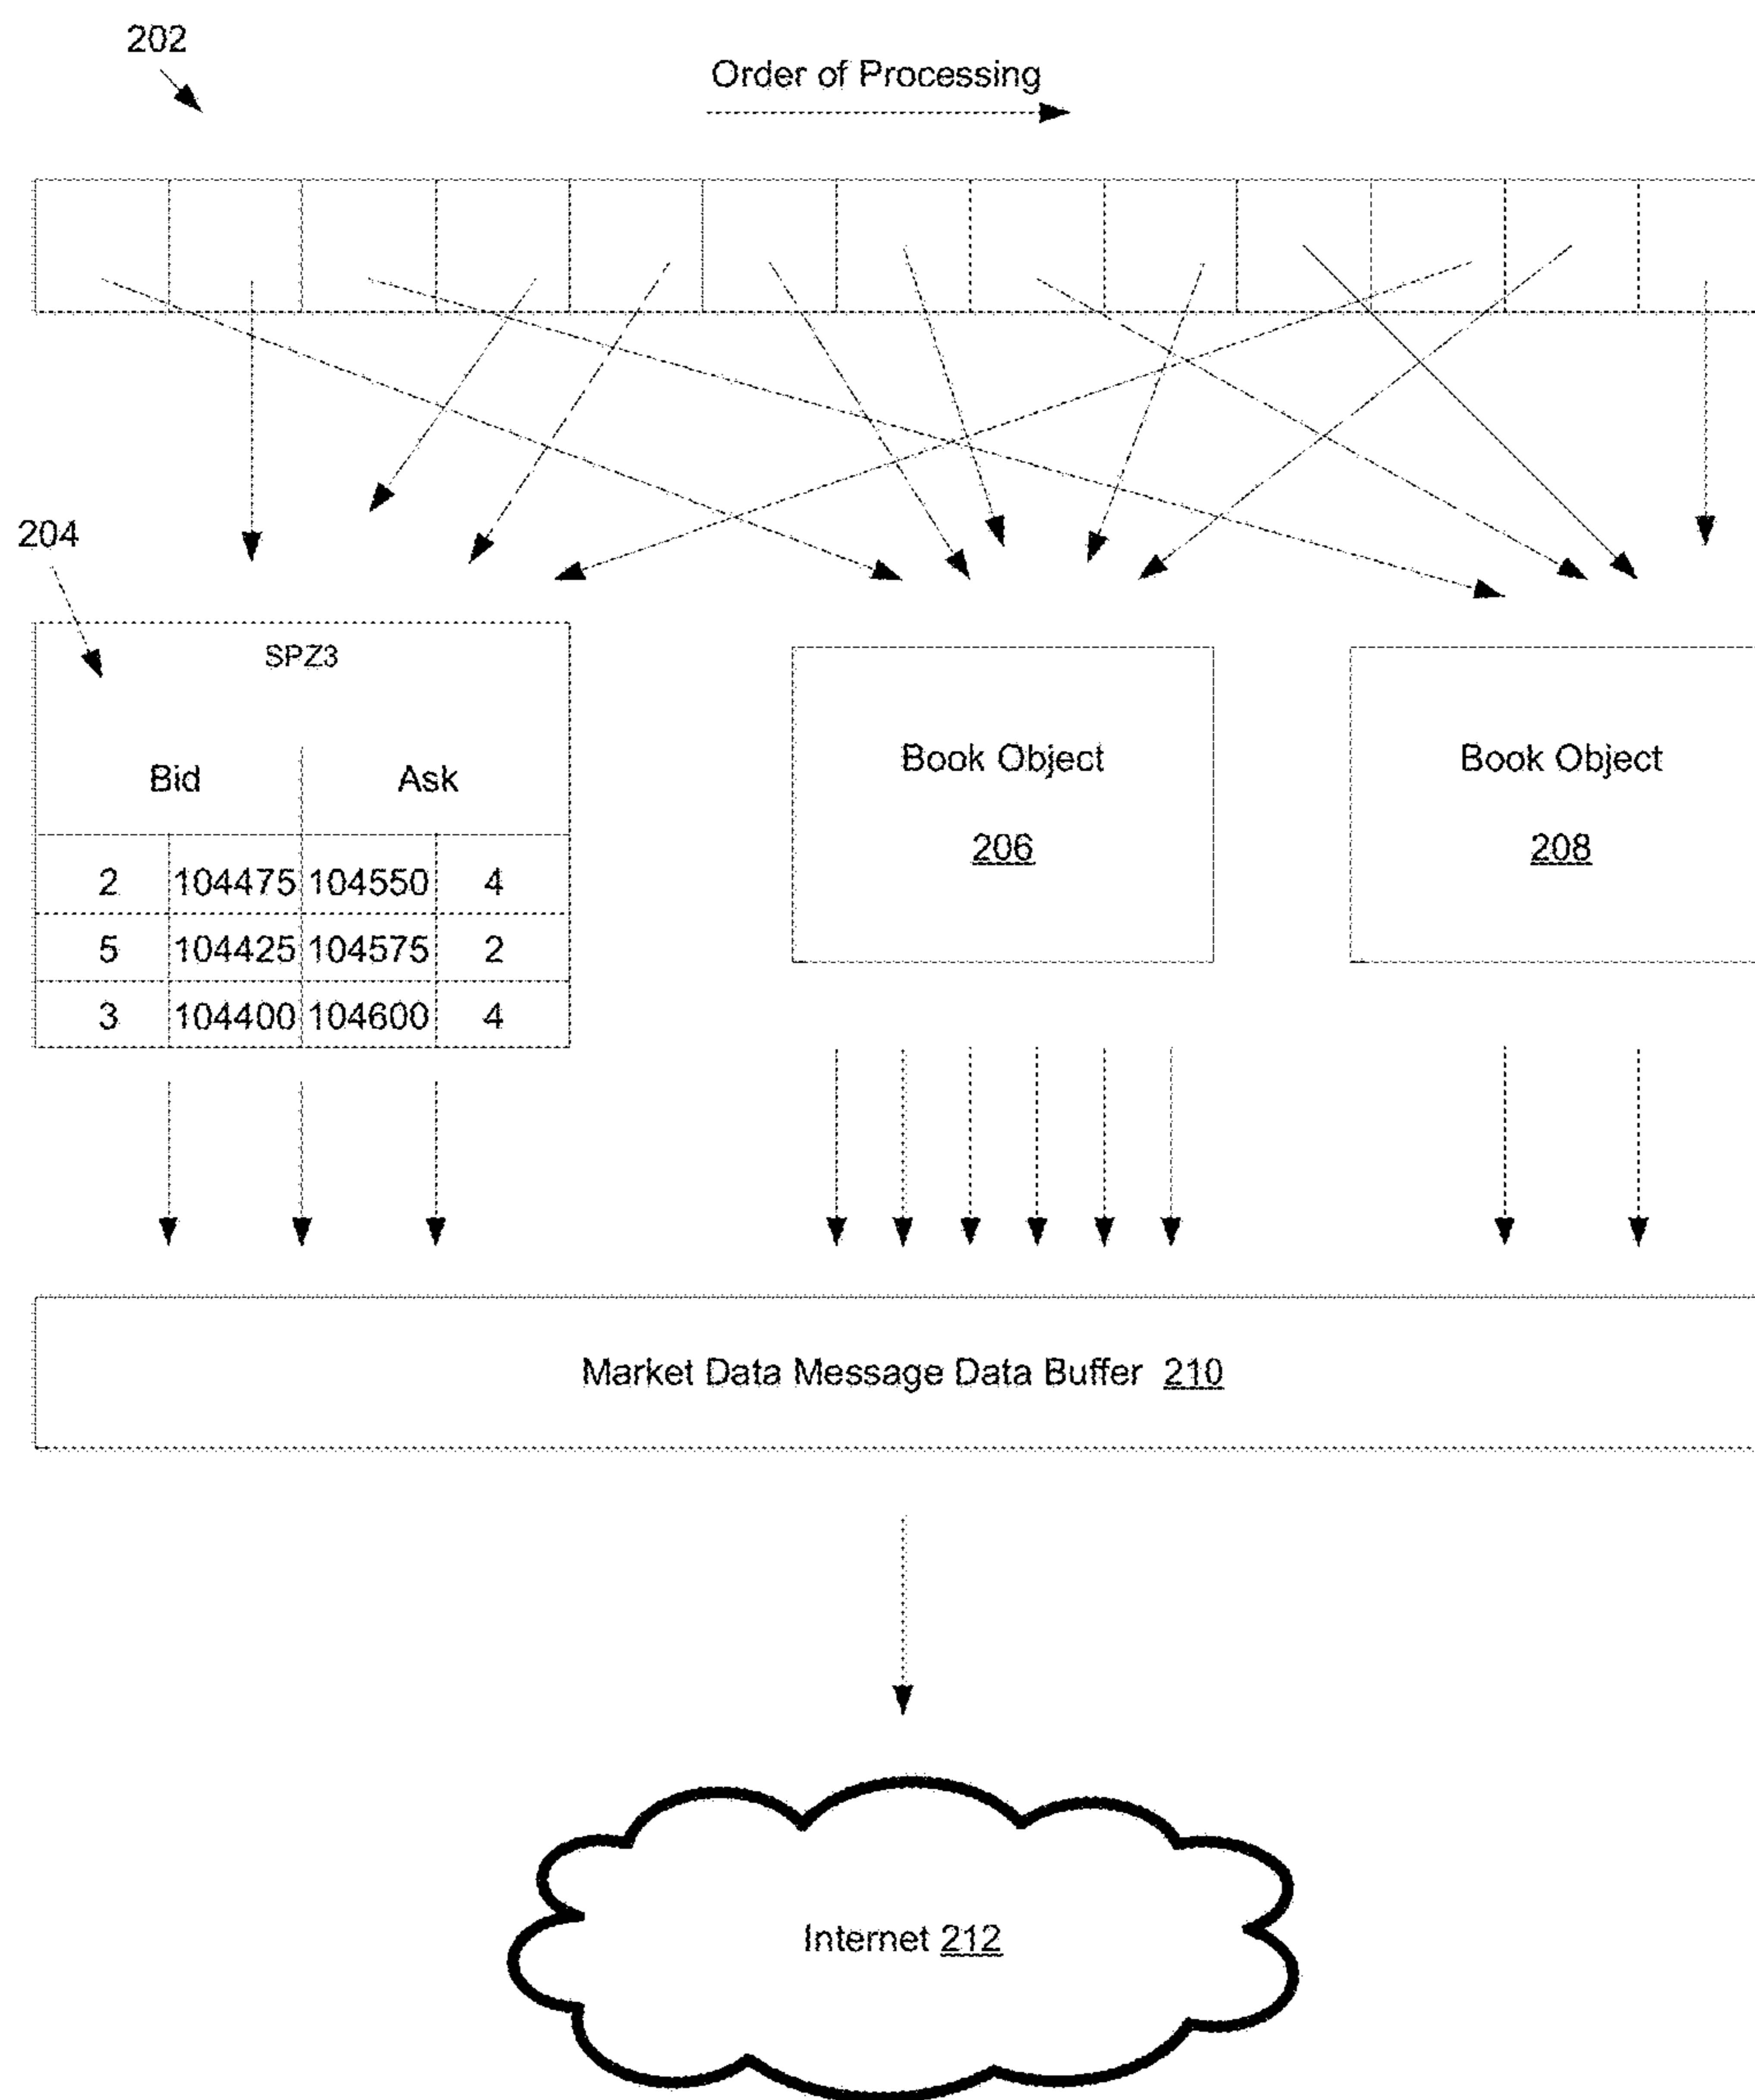 202
Order of Processing
204
SPZ3
Bid Ask
2 104475 104550 4
5 104425 104575 2
3 104400 104600 4
Book Object
206
Book Object
208
Market Data Message Data Buffer 210
Internet 212